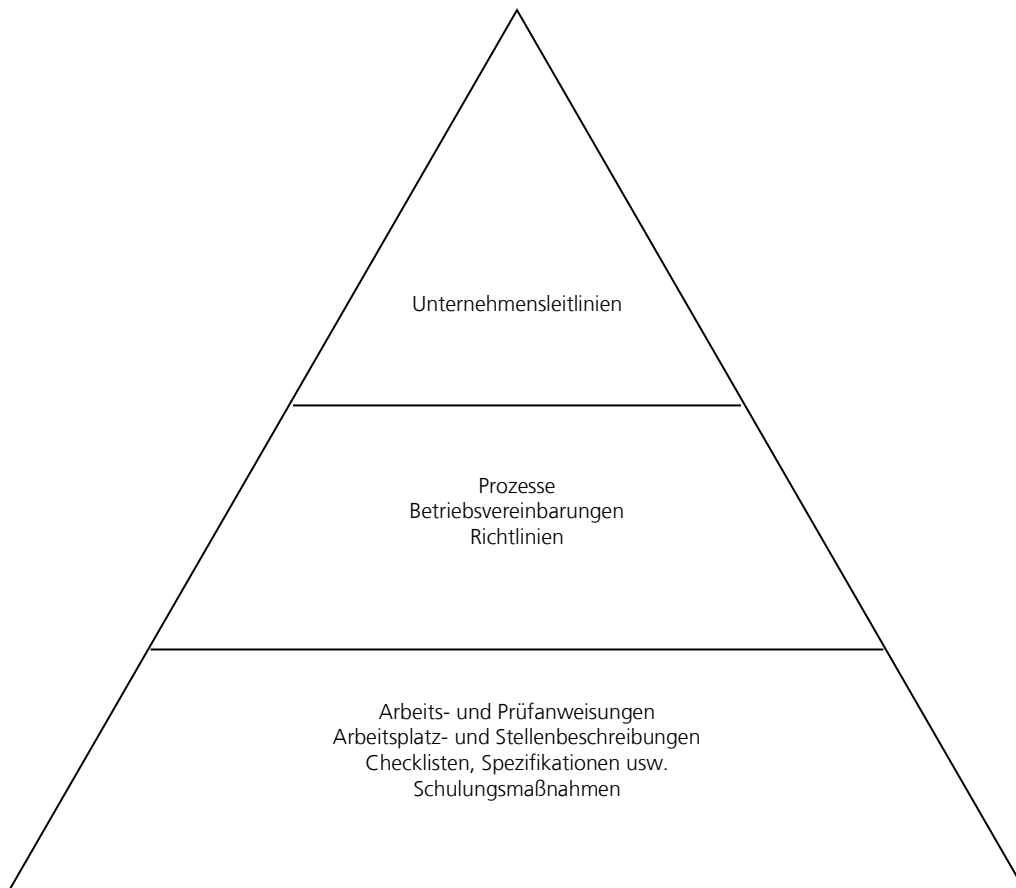 Unternehmensleitlinien
Prozesse
Betriebsvereinbarungen
Richtlinien
Arbeits- und Prüfanweisungen
Arbeitsplatz- und Stellenbeschreibungen
Checklisten, Spezifikationen usw.
Schulungsmaßnahmen